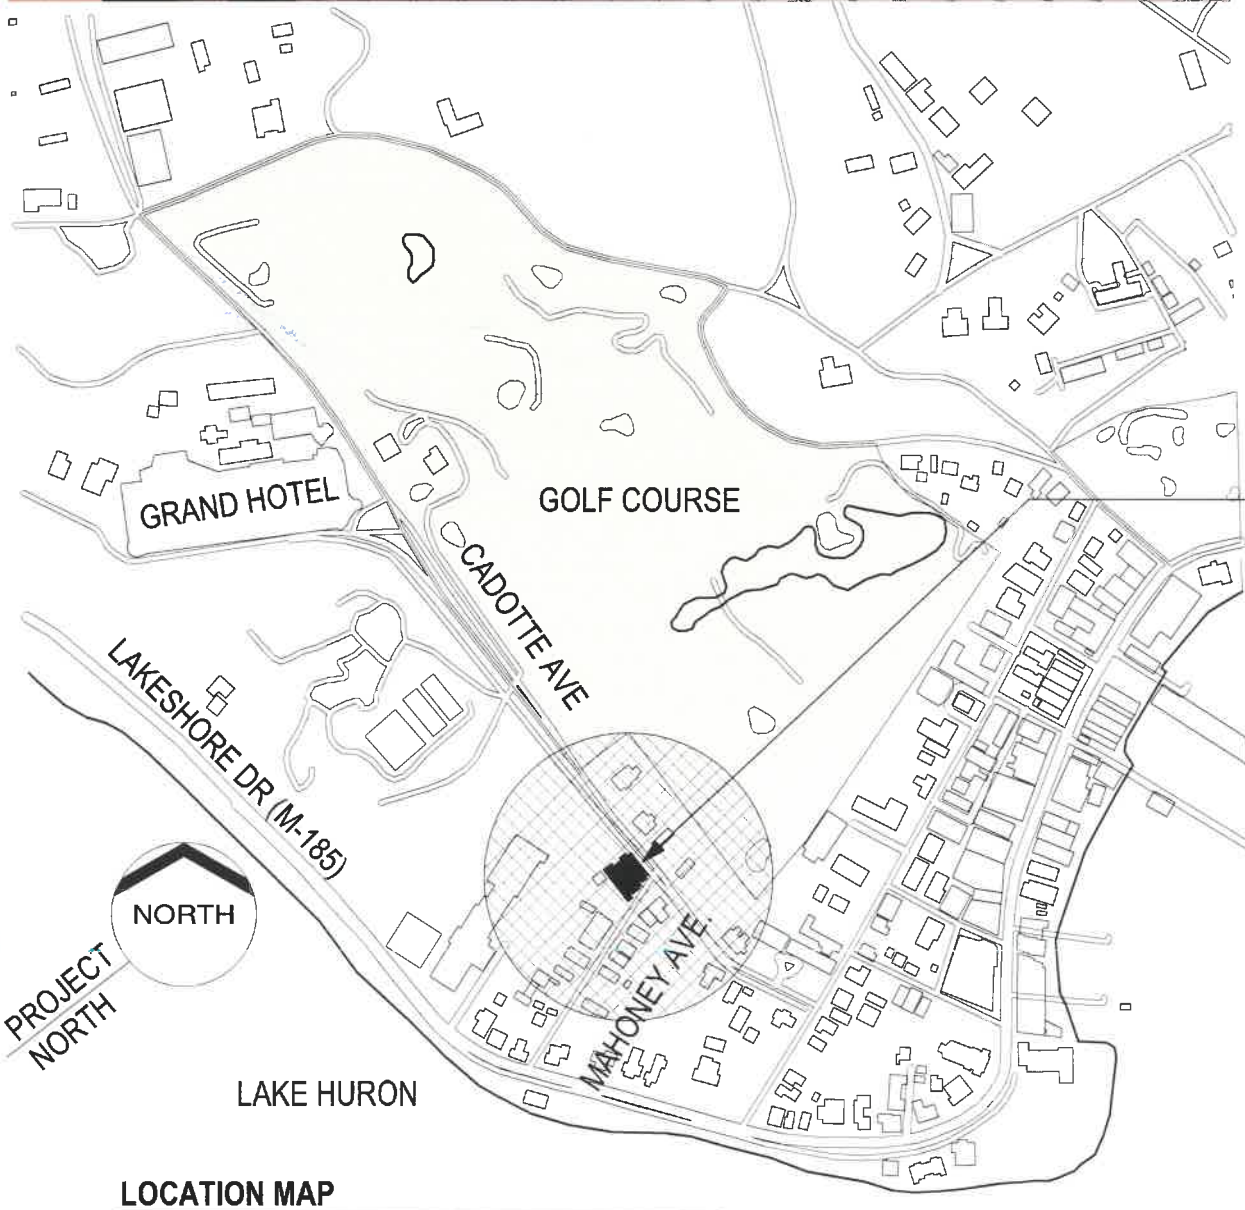 GRAND HOTEL
GOLF COURSE
CADOTTE AVE
LAKESHORE DR (M-185)
NORTH
PROJECT
NORTH
MAHONEY AVE.
LAKE HURON
LOCATION MAP